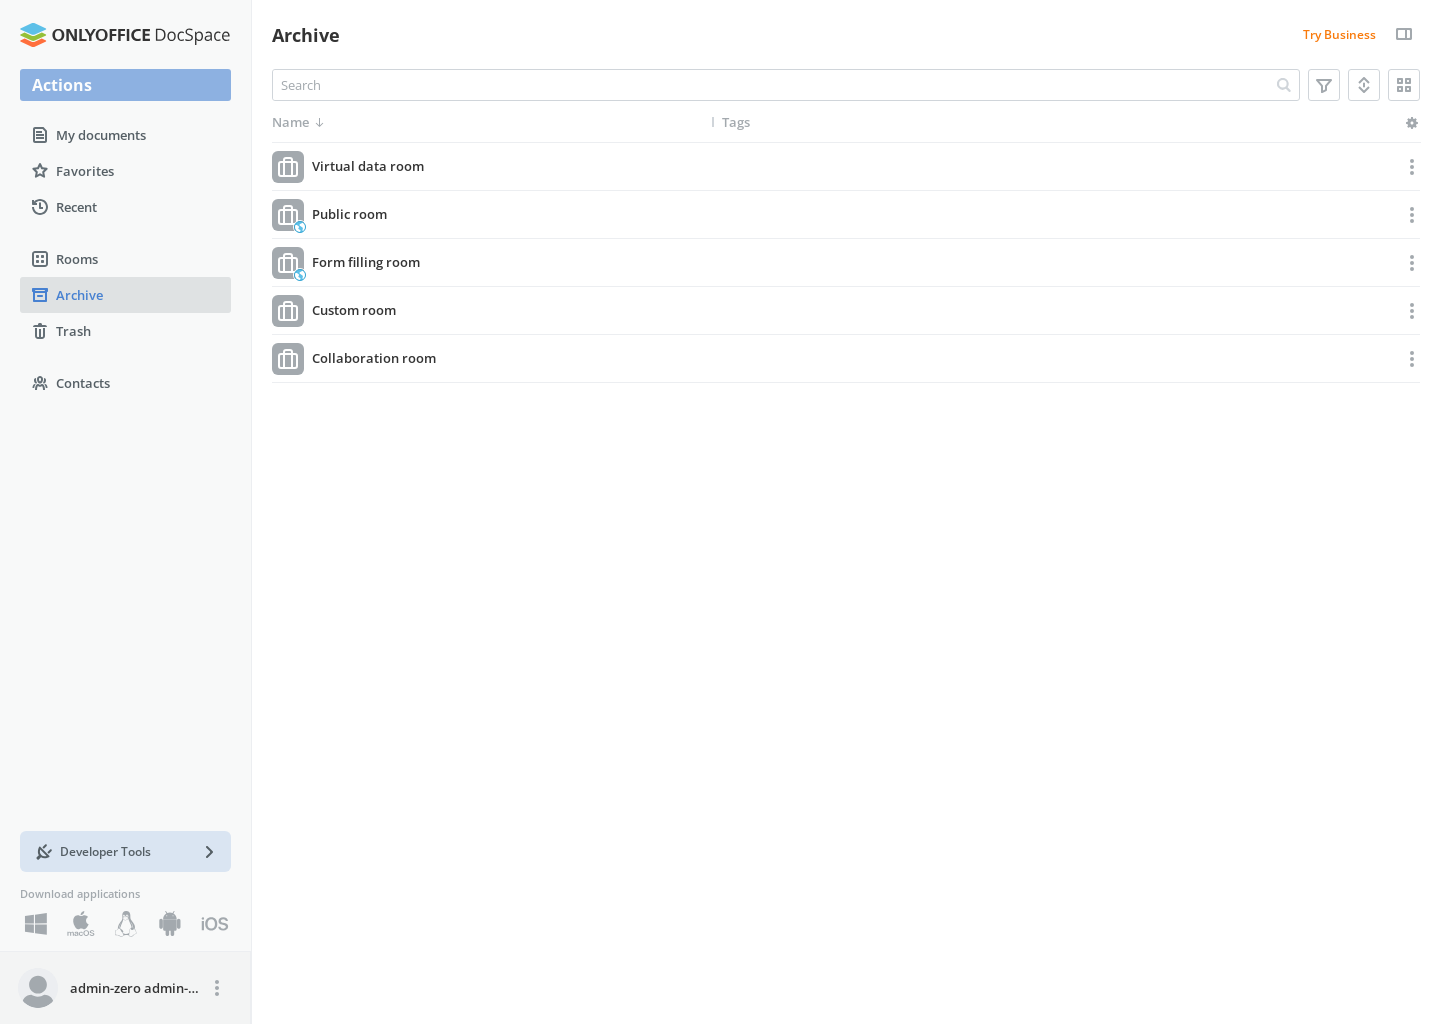 ONLYOFFICE DocSpace
Actions
My documents
Favorites
Recent
Rooms
Archive
Trash
Contacts
Developer Tools
Download applications
macOS
iOS
admin-zero admin-...
Archive
Try Business
Search
Name
Tags
Virtual data room
Public room
Form filling room
Custom room
Collaboration room